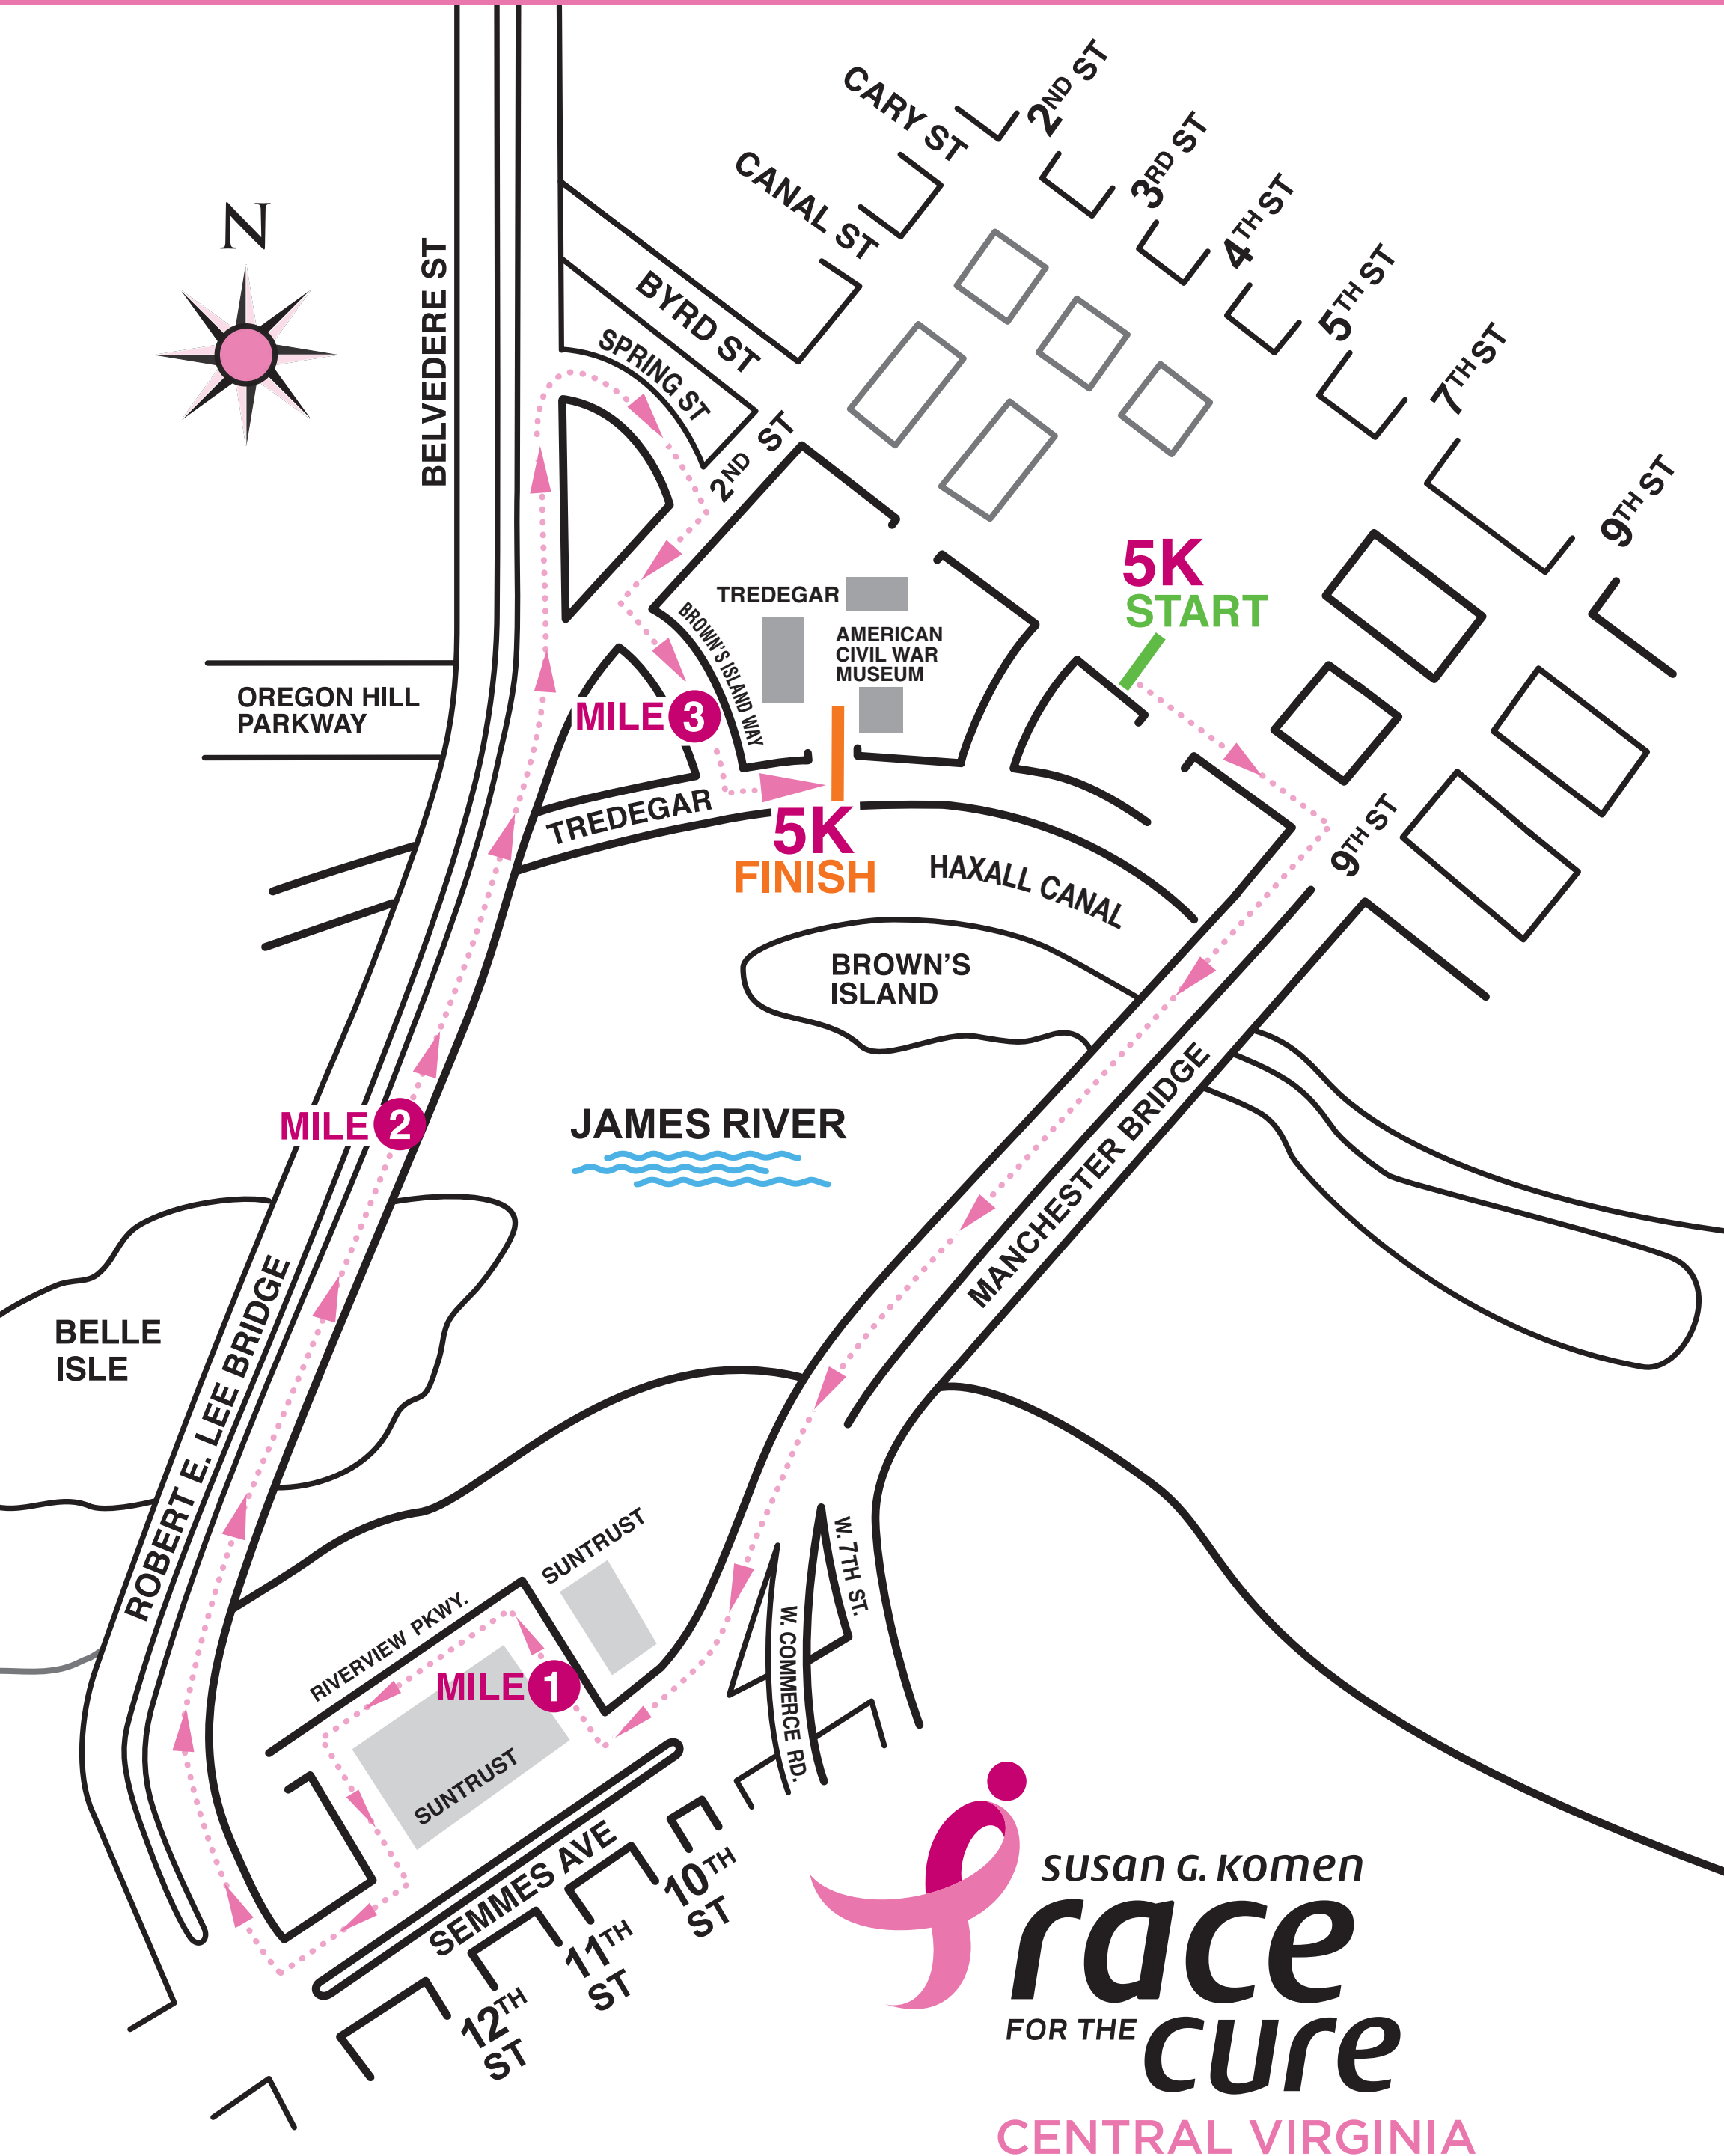 CARY ST
2ND ST
CANAL ST
3RD ST
4TH ST
5TH ST
7TH ST
9TH ST
N
BELVEDERE ST
BYRD ST
SPRING ST
2ND ST
5K
START
TREDEGAR
AMERICAN
CIVIL WAR
MUSEUM
BROWN'S ISLAND WAY
OREGON HILL
PARKWAY
MILE 3
TREDEGAR
5K
FINISH
9TH ST
HAXALL CANAL
BROWN'S
ISLAND
MANCHESTER BRIDGE
MILE 2
JAMES RIVER
BELLE
ISLE
ROBERT E. LEE BRIDGE
SUNTRUST
W. 7TH ST.
W. COMMERCE RD.
RIVERVIEW PKWY.
MILE 1
SUNTRUST
SEMMES AVE
10TH
ST
11TH
ST
12TH
ST
susan g. komen
race
FOR THE cure
CENTRAL VIRGINIA